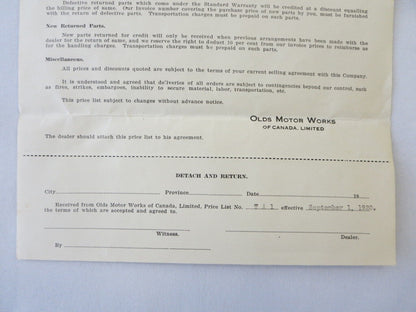 Defective returned parts which come under the Standard Warranty will be credited at a discount equalling
the billing price of same. Our invoice number covering the purchase price of new parts by you, must be furnished
with the return of defective parts. Transportation charges must be prepaid on such parts.
New Returned Parts.
New parts returned for credit will only be received when previous arrangements have been made with
the dealer for the return of same, and we reserve the right to deduct 10 per cent from our invoice prices to reimburse us
for the handling charges. Transportation charges must be prepaid on such parts.
Miscellaneous.
All prices and discounts quoted are subject to the terms of your current selling agreement with this Company.
It is understood and agreed that deliveries of all orders are subject to contingencies beyond our control, such
as fires, strikes, embargoes, inability to secure material, labor, transportation, etc.
This price list subject to changes without advance notice.
OLDS MOTOR WORKS
OF CANADA, LIMITED
The dealer should attach this price list to his agreement.
DETACH AND RETURN.
City Province Date 19
Received from Olds Motor Works of Canada, Limited, Price List No. T & 1 effective September 1, 1920,
the terms of which are accepted and agreed to.
Witness. Dealer.
By